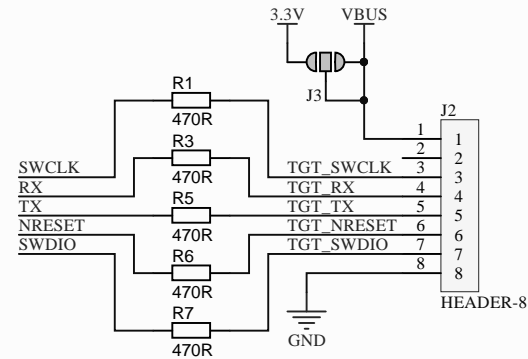 3.3V VBUS
J3
J2
R1
470R
R3
470R
R5
470R
R6
470R
R7
470R
SWCLK
RX
TX
NRESET
SWDIO
TGT_SWCLK
TGT_RX
TGT_TX
TGT_NRESET
TGT_SWDIO
1 1
2 2
3 3
4 4
5 5
6 6
7 7
8 8
GND
HEADER-8